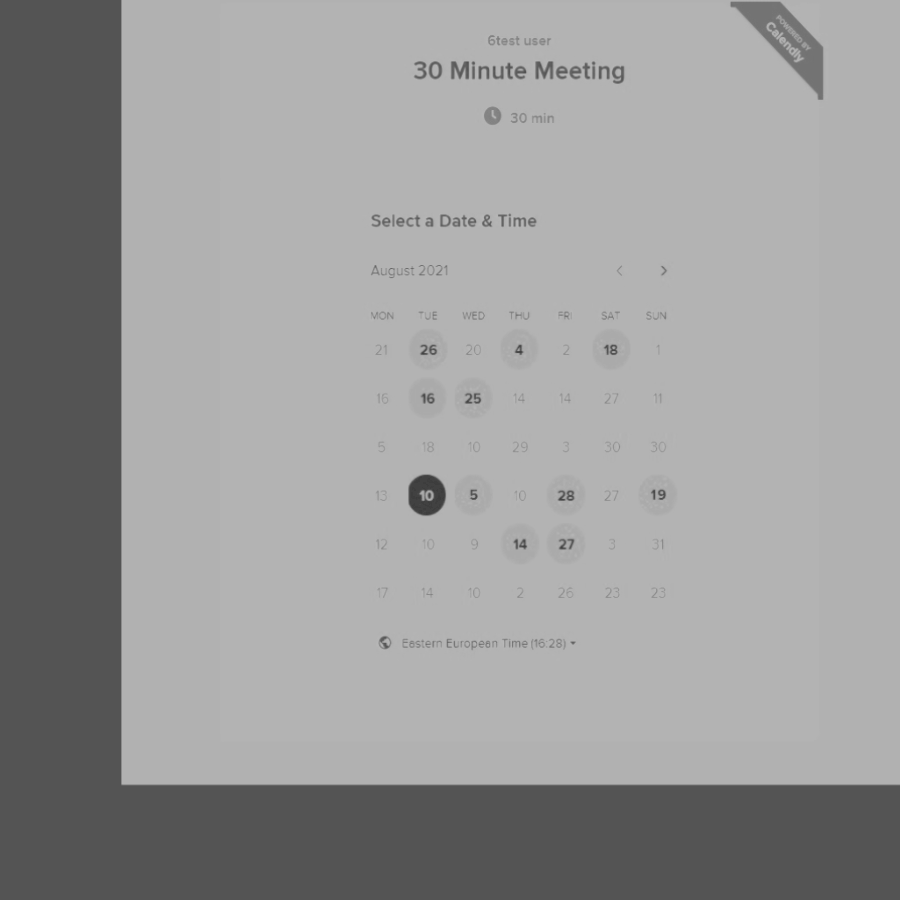 6test user
POWERED BY
Calendly
30 Minute Meeting
30 min
Select a Date & Time
August 2021
MON TUE WED THU FRI SAT SUN
21 26 20 4 2 18 1
16 16 25 14 14 27 11
5 18 10 29 3 30 30
13 10 5 10 28 27 19
12 10 9 14 27 3 31
17 14 10 2 26 23 23
Eastern European Time (16:28)